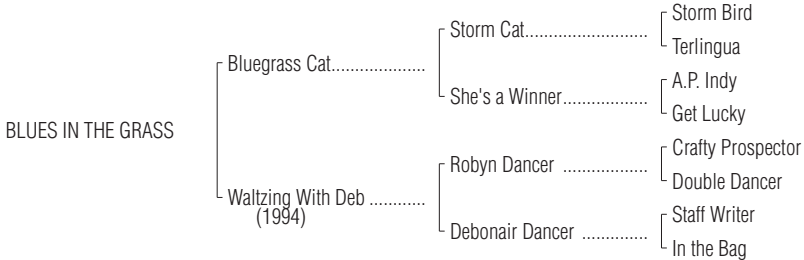 Storm Bird
Storm Cat..........................
Terlingua
Bluegrass Cat....................
A.P. Indy
She's a Winner..................
Get Lucky
BLUES IN THE GRASS
Crafty Prospector
Robyn Dancer ..................
Double Dancer
Waltzing With Deb ............
(1994)
Staff Writer
Debonair Dancer ..............
In the Bag